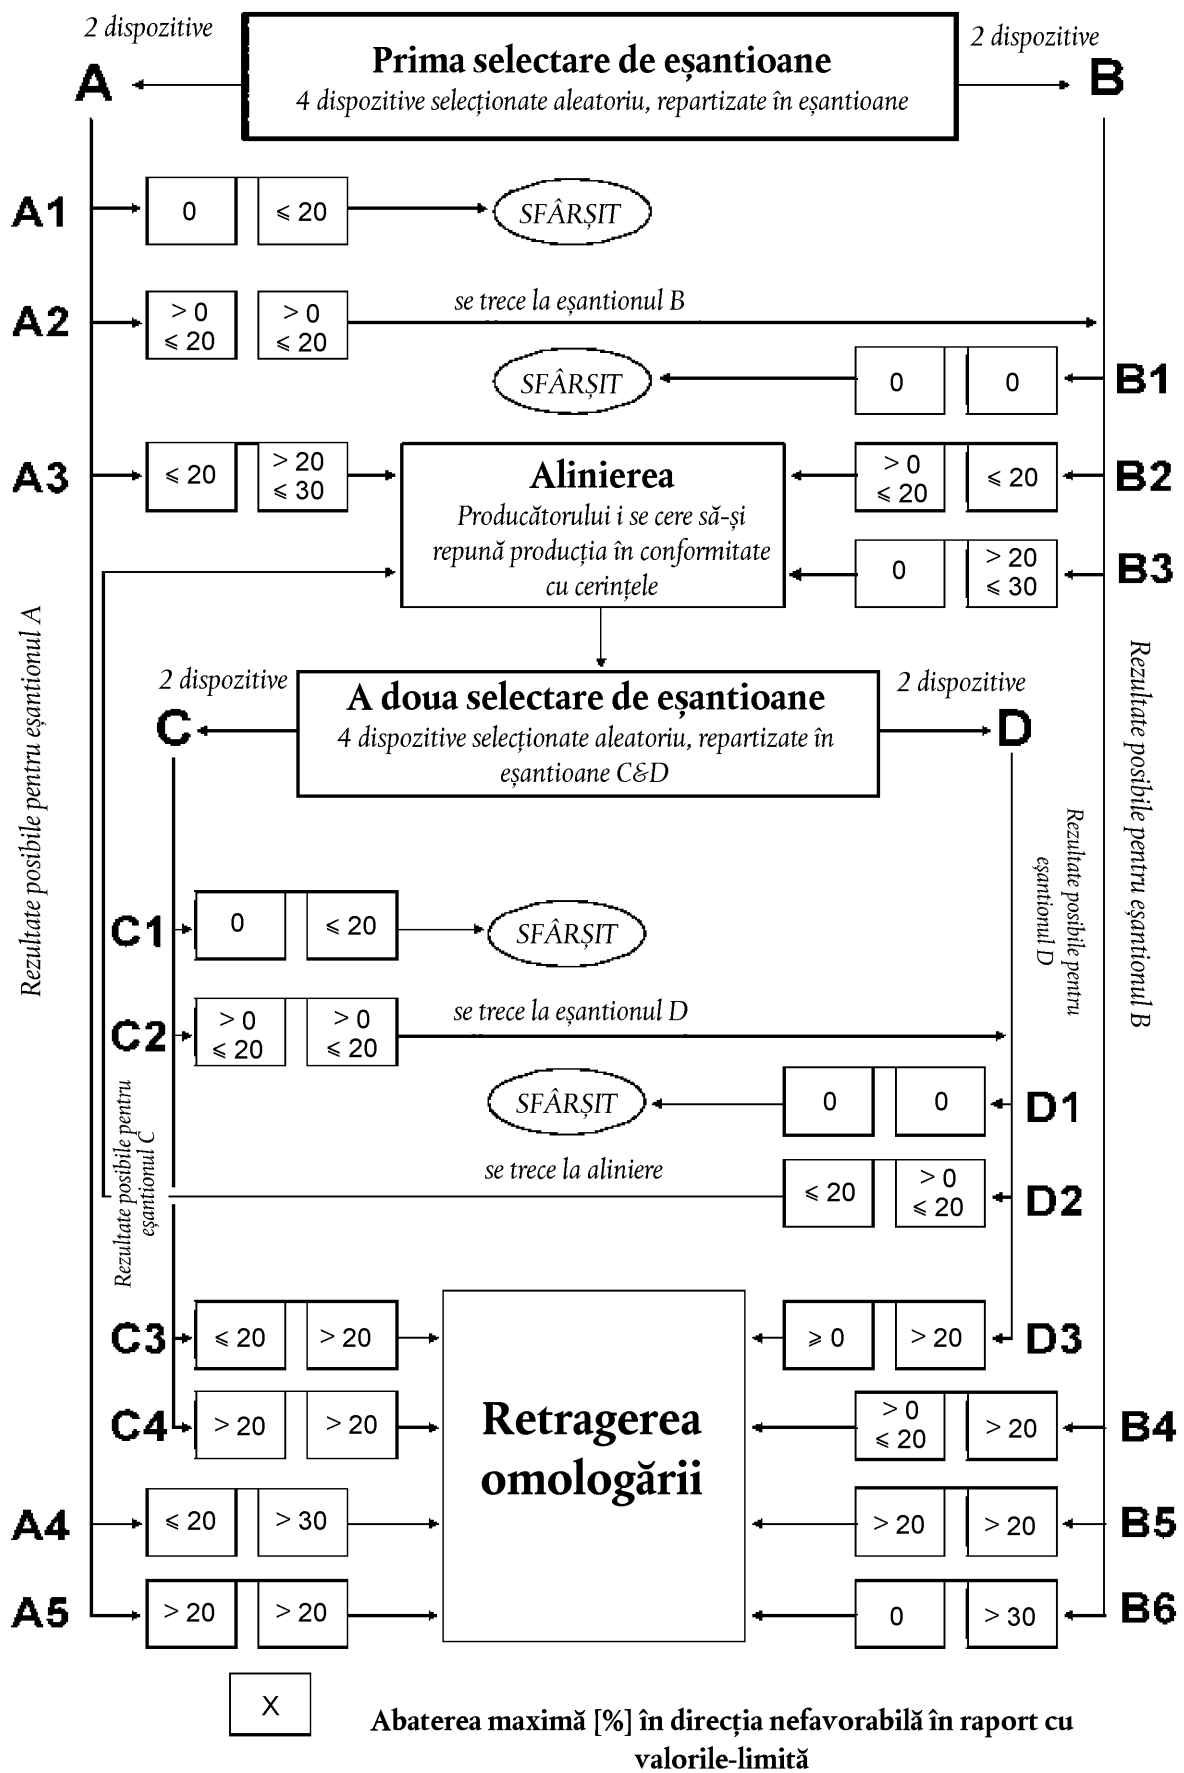 2 dispozitive
Prima selectare de eșantioane
2 dispozitive
A
4 dispozitive selecționate aleatoriu, repartizate în eșantioane
B
A1
0
⩽ 20
SFÂRȘIT
A2
> 0
⩽ 20
> 0
⩽ 20
se trece la eșantionul B
SFÂRȘIT
0
0
B1
A3
⩽ 20
> 20
⩽ 30
Alinierea
Producătorului i se cere să-și
repună producția în conformitate
cu cerințele
> 0
⩽ 20
⩽ 20
B2
0
> 20
⩽ 30
B3
Rezultate posibile pentru eșantionul A
Rezultate posibile pentru eșantionul B
2 dispozitive
A doua selectare de eșantioane
2 dispozitive
C
4 dispozitive selecționate aleatoriu, repartizate în
eșantioane C&D
D
Rezultate posibile pentru
eșantionul D
C1
0
⩽ 20
SFÂRȘIT
C2
> 0
⩽ 20
> 0
⩽ 20
se trece la eșantionul D
Rezultate posibile pentru
eșantionul C
SFÂRȘIT
0
0
D1
se trece la aliniere
⩽ 20
> 0
⩽ 20
D2
C3
⩽ 20
> 20
Retragerea
omologării
⩾ 0
> 20
D3
C4
> 20
> 20
> 0
⩽ 20
> 20
B4
A4
⩽ 20
> 30
> 20
> 20
B5
A5
> 20
> 20
0
> 30
B6
X
Abaterea maximă [%] în direcția nefavorabilă în raport cu
valorile-limită